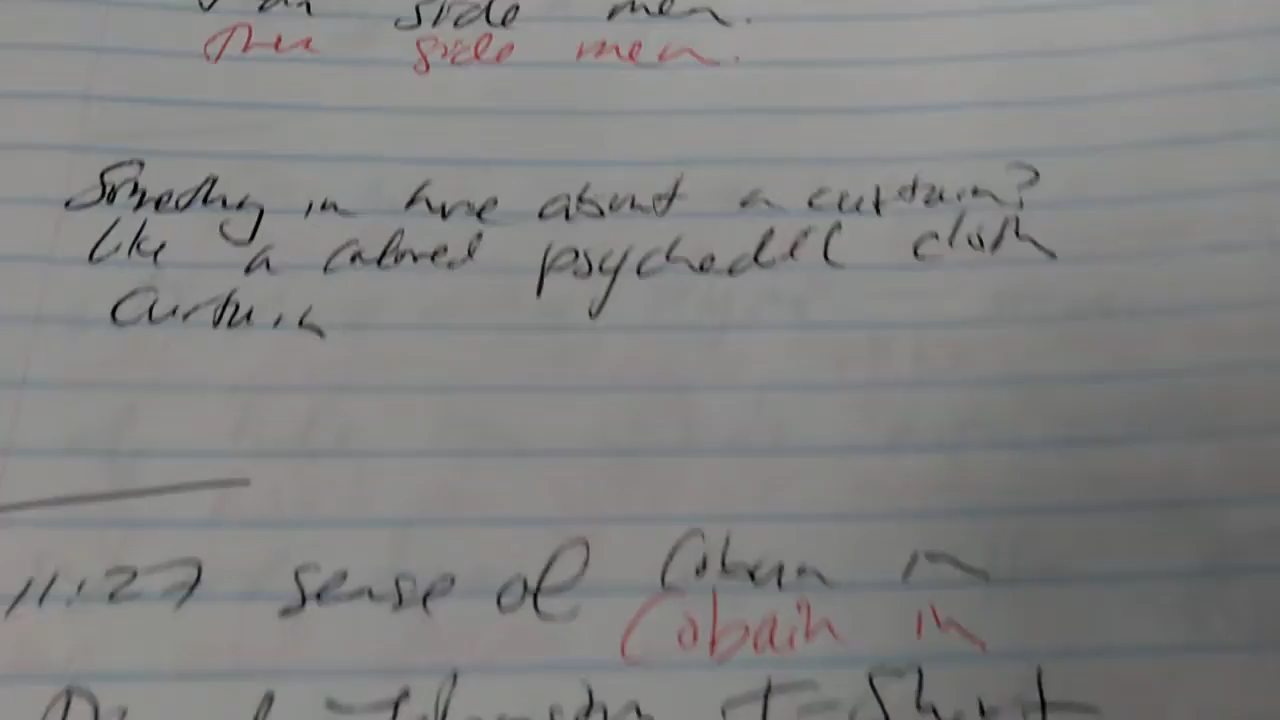 side men.
side men.
Something in here about a curtain?
like a colored psychedelic cloth
curtain
11:27 sense of Cobain in
Cobain in
T-Shirt